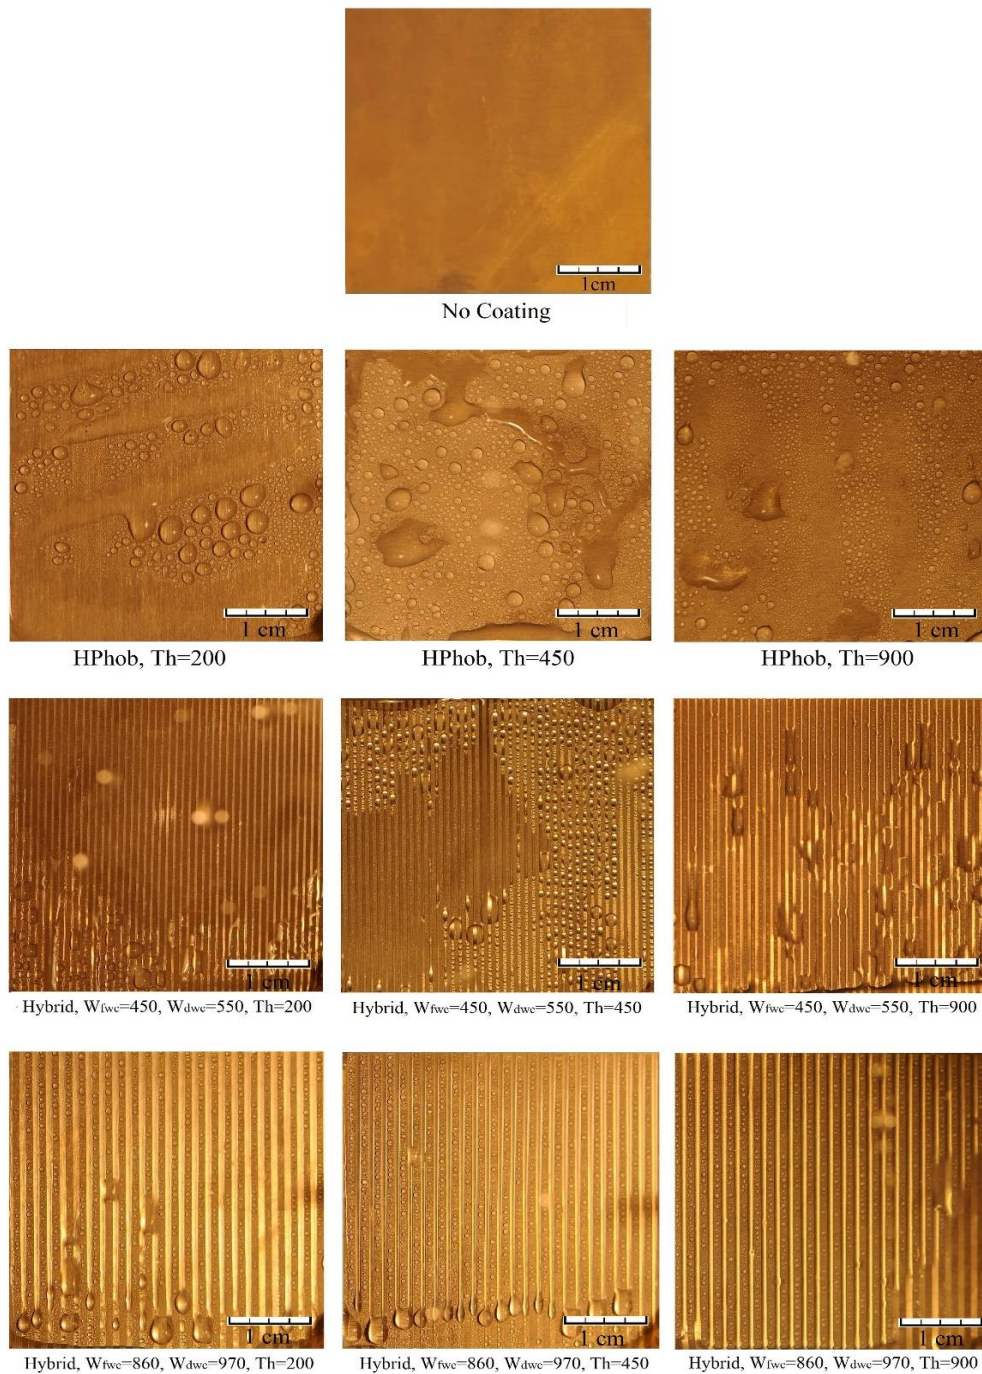 1cm
No Coating
1 cm
1 cm
1 cm
HPhob, Th=200
HPhob, Th=450
HPhob, Th=900
1 cm
1 cm
1 cm
Hybrid, Wfwc=450, Wdwc=550, Th=200
Hybrid, Wfwc=450, Wdwc=550, Th=450
Hybrid, Wfwc=450, Wdwc=550, Th=900
1 cm
1 cm
1 cm
Hybrid, Wfwc=860, Wdwc=970, Th=200
Hybrid, Wfwc=860, Wdwc=970, Th=450
Hybrid, Wfwc=860, Wdwc=970, Th=900